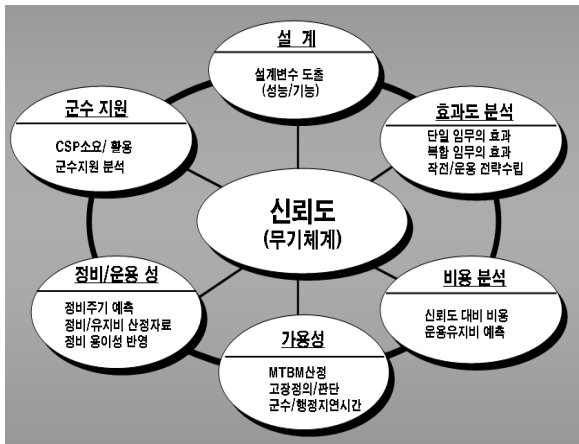 설 계
설계변수 도출
(성능/기능)
군수 지원
CSP소요/ 활용
군수지원 분석
효과도 분석
단일 임무의 효과
복합 임무의 효과
작전/운용 전략수립
신뢰도
(무기체계)
정비/운용 성
정비주기 예측
정비/유지비 산정자료
정비 용이성 반영
비용 분석
신뢰도 대비 비용
운용유지비 예측
가용성
MTBM산정
고장정의/판단
군수/행정지연시간